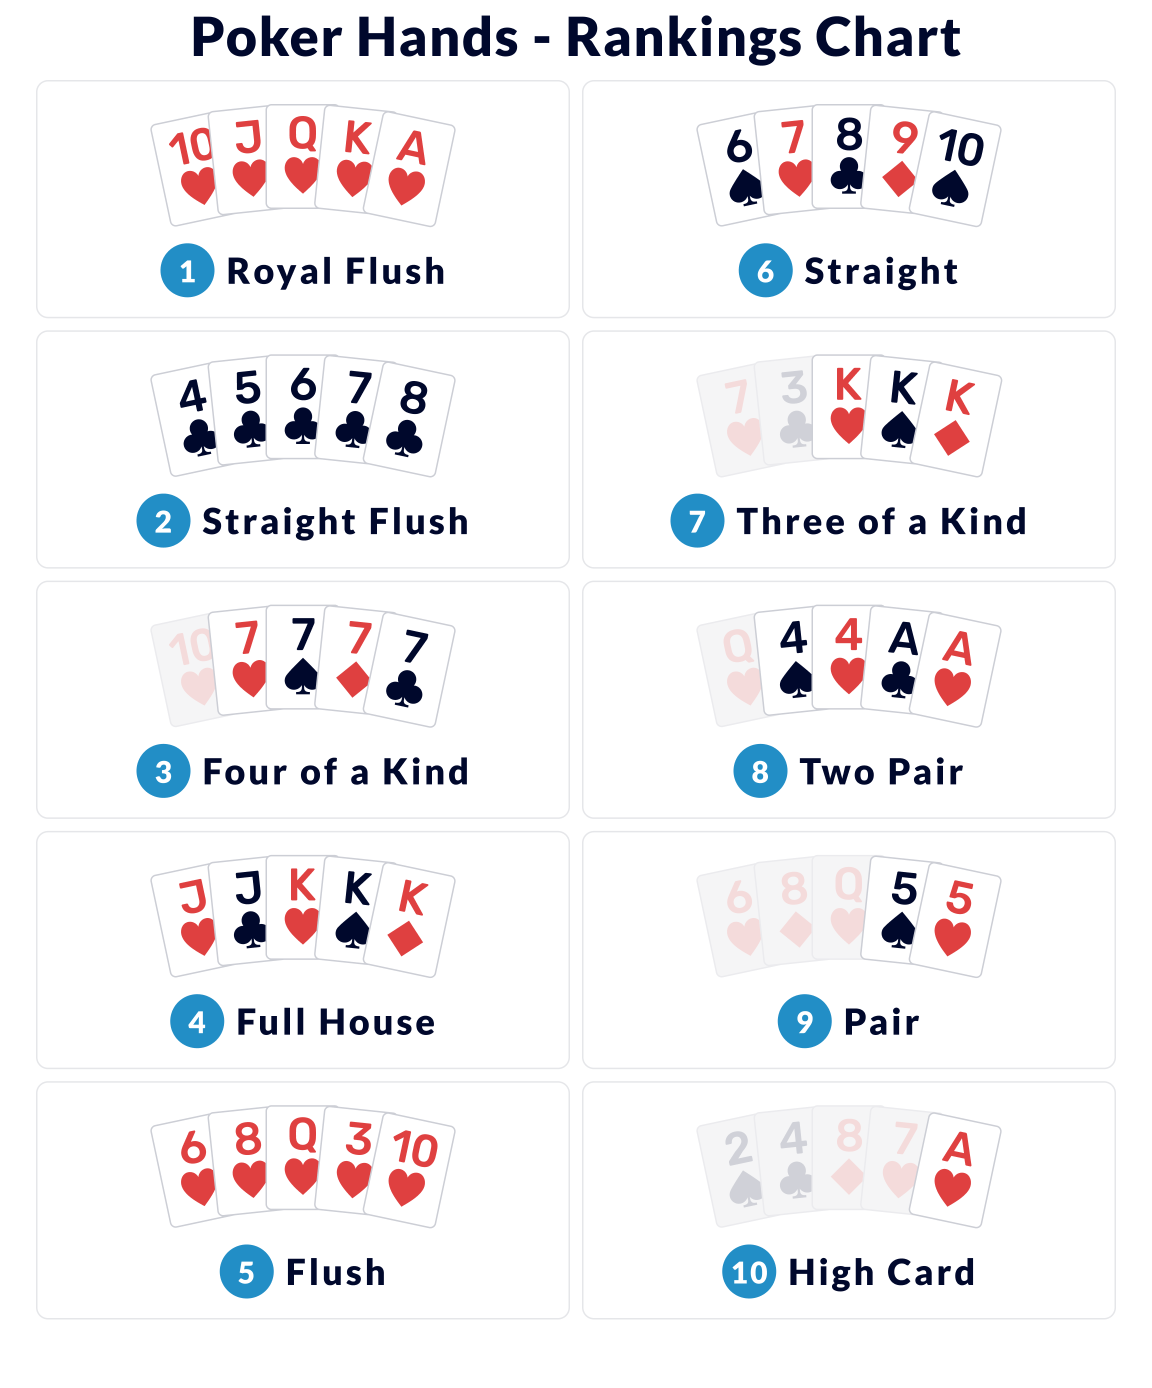 Poker Hands - Rankings Chart
10 J Q K A
1 Royal Flush
6 7 8 9 10
6 Straight
4 5 6 7 8
2 Straight Flush
7 3 K K K
7 Three of a Kind
10 7 7 7 7
3 Four of a Kind
Q 4 4 A A
8 Two Pair
J J K K K
4 Full House
6 8 Q 5 5
9 Pair
6 8 Q 3 10
5 Flush
2 4 8 7 A
10 High Card